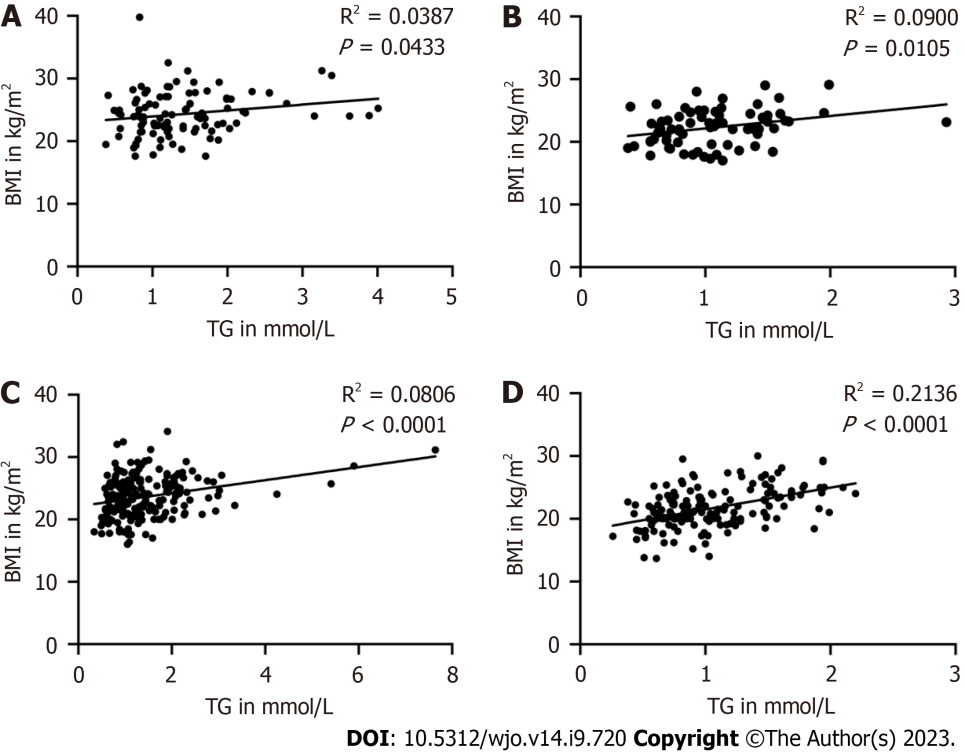 A
R² = 0.0387
P = 0.0433
40
30
20
10
0
BMI in kg/m²
0 1 2 3 4 5
TG in mmol/L
B
R² = 0.0900
P = 0.0105
40
30
20
10
0
BMI in kg/m²
0 1 2 3
TG in mmol/L
C
R² = 0.0806
P < 0.0001
40
30
20
10
0
BMI in kg/m²
0 2 4 6 8
TG in mmol/L
D
R² = 0.2136
P < 0.0001
40
30
20
10
0
BMI in kg/m²
0 1 2 3
TG in mmol/L
DOI: 10.5312/wjo.v14.i9.720 Copyright ©The Author(s) 2023.